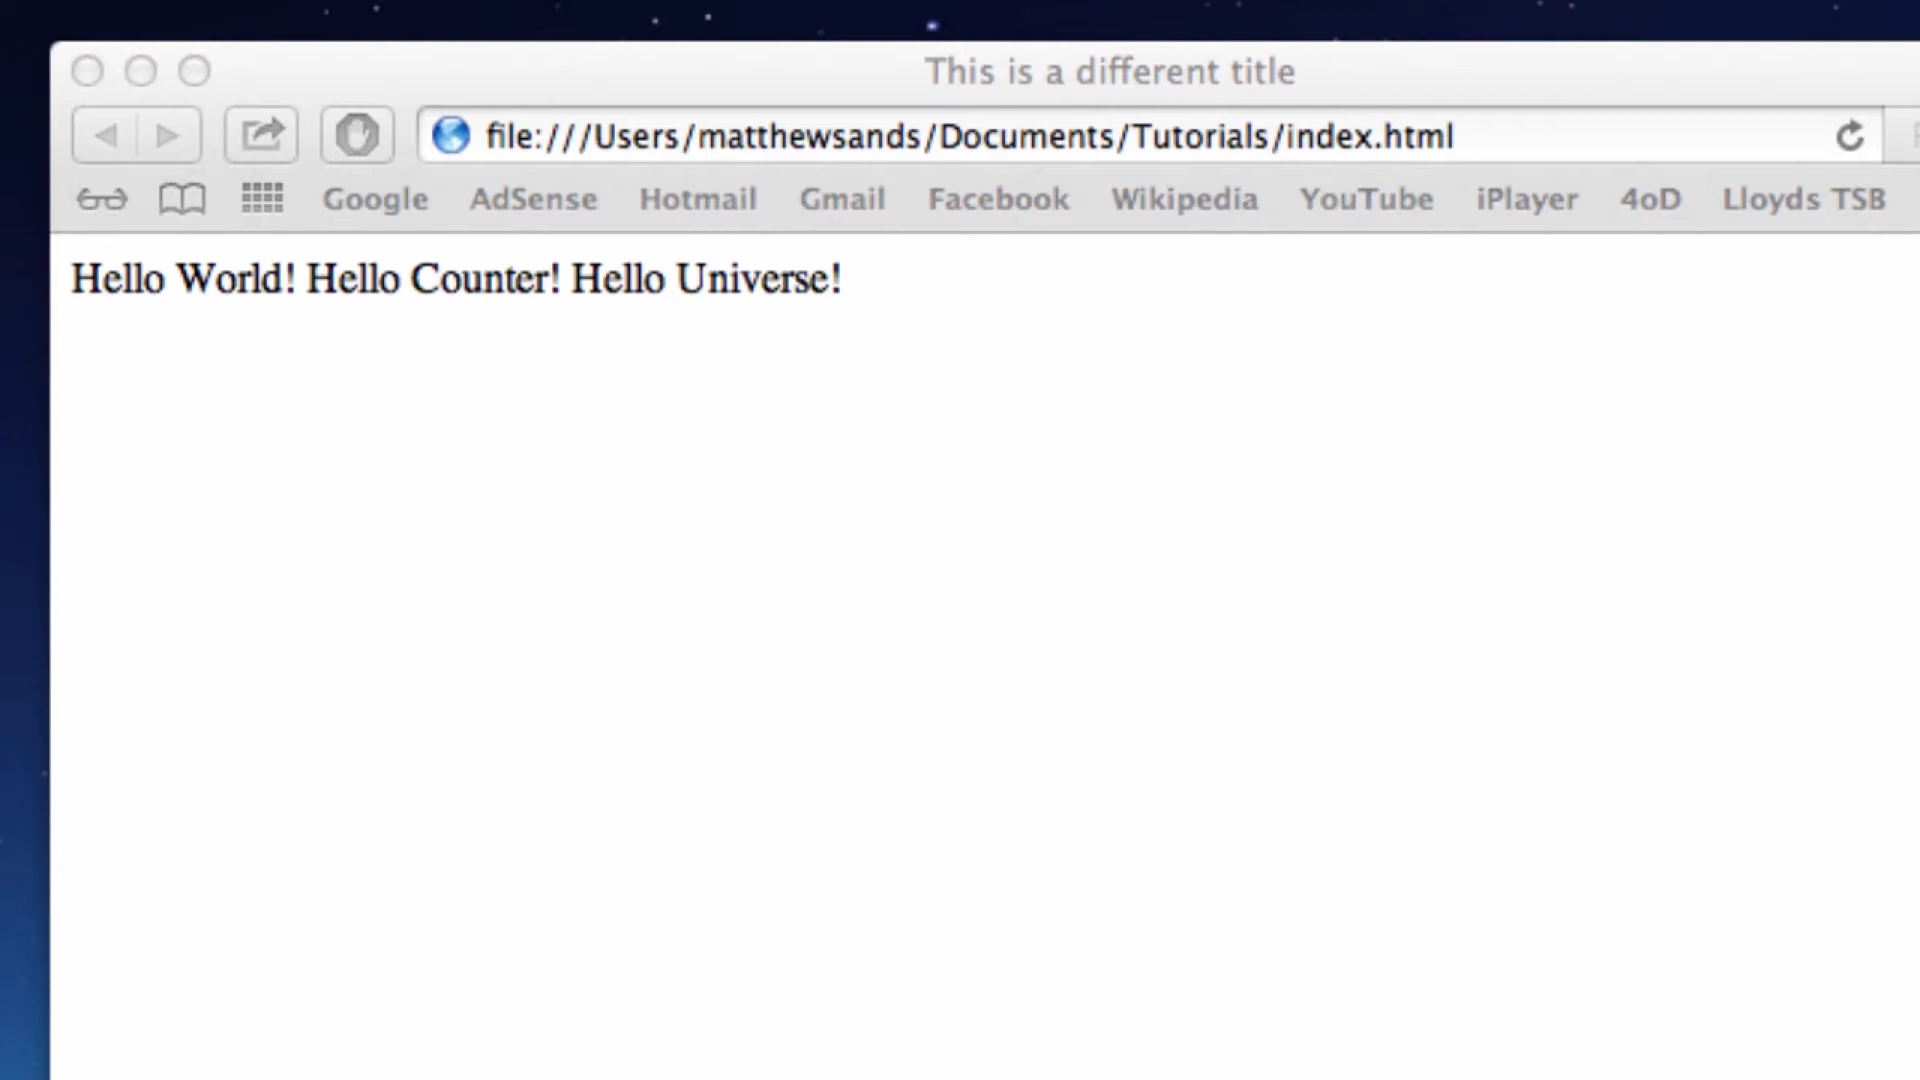 This is a different title
file:///Users/matthewsands/Documents/Tutorials/index.html
Google AdSense Hotmail Gmail Facebook Wikipedia YouTube iPlayer 4oD Lloyds TSB
Hello World! Hello Counter! Hello Universe!